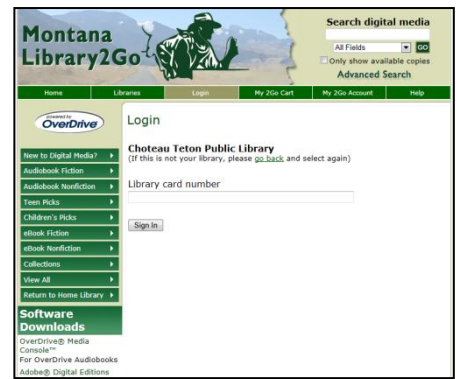 Montana
Library2Go
Search digital media
All Fields GO
Only show available copies
Advanced Search
Home Libraries Login My 2Go Cart My 2Go Account Help
powered by
OverDrive
New to Digital Media?
Audiobook Fiction
Audiobook Nonfiction
Teen Picks
Children's Picks
eBook Fiction
eBook Nonfiction
Collections
View All
Return to Home Library
Software
Downloads
OverDrive® Media
Console™
For OverDrive Audiobooks
Adobe® Digital Editions
Login
Choteau Teton Public Library
(If this is not your library, please go back and select again)
Library card number
Sign In